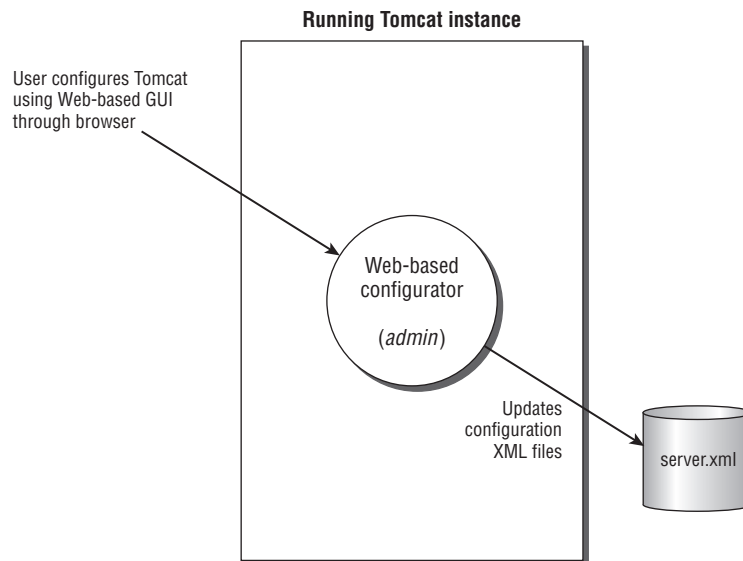 Running Tomcat instance
User configures Tomcat
using Web-based GUI
through browser
Web-based
configurator
(admin)
Updates
configuration
XML files
server.xml